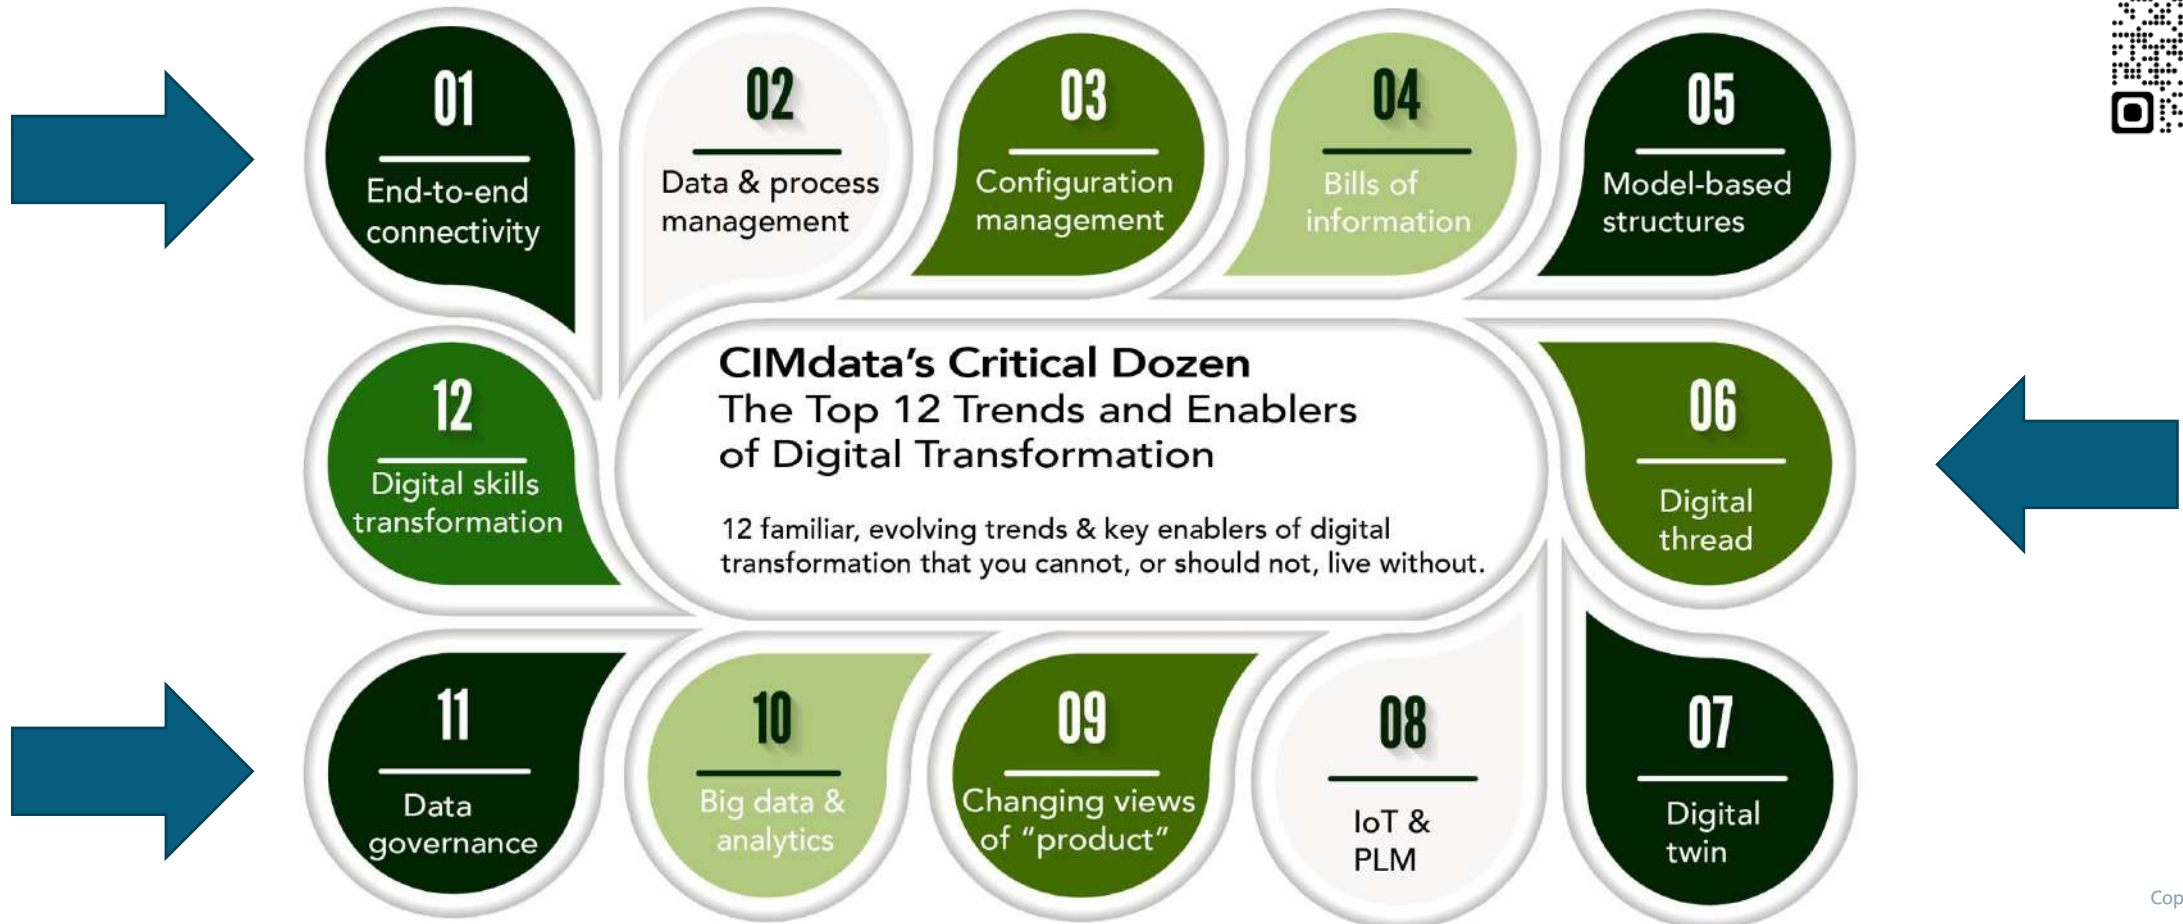 01
End-to-end
connectivity
02
Data & process
management
03
Configuration
management
04
Bills of
information
05
Model-based
structures
12
Digital skills
transformation
CIMdata's Critical Dozen
The Top 12 Trends and Enablers
of Digital Transformation
12 familiar, evolving trends & key enablers of digital
transformation that you cannot, or should not, live without.
06
Digital
thread
11
Data
governance
10
Big data &
analytics
09
Changing views
of “product”
08
IoT &
PLM
07
Digital
twin